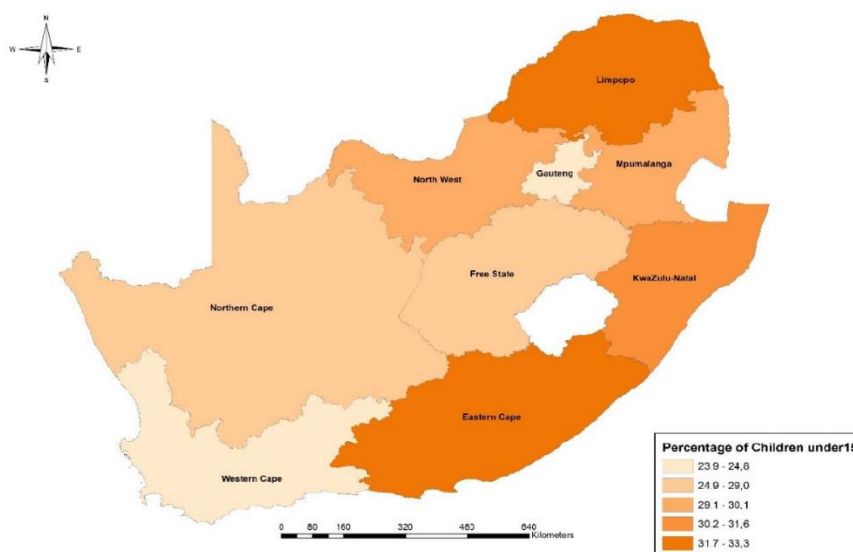 N
W E
S
Limpopo
Mpumalanga
Gauteng
North West
Free State
KwaZulu-Natal
Northern Cape
Eastern Cape
Western Cape
Percentage of Children under15
23.9 - 24,8
24.9 - 29,0
29.1 - 30,1
30.2 - 31,6
31.7 - 33,3
0 80 160 320 480 640
Kilometers